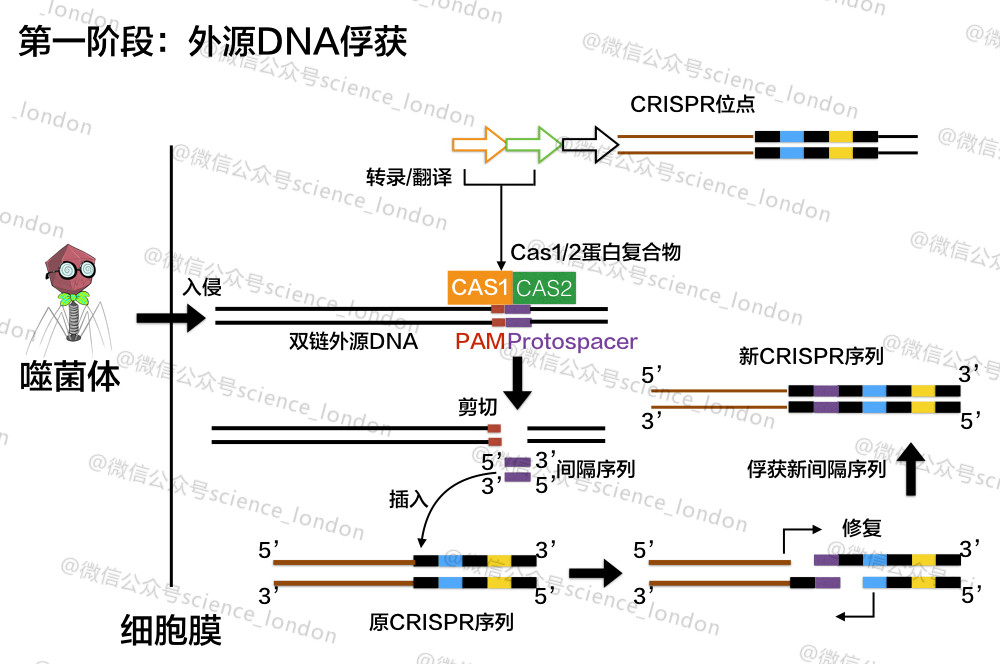 第一阶段：外源DNA俘获
CRISPR位点
转录/翻译
Cas1/2蛋白复合物
CAS1 CAS2
入侵
双链外源DNA PAM Protospacer
噬菌体
新CRISPR序列
5’ 3’
3’ 5’
剪切
5’ 3’ 间隔序列
3’ 5’
插入
俘获新间隔序列
修复
5’ 3’ 5’ 3’
3’ 5’ 3’ 5’
原CRISPR序列
细胞膜
@微信公众号science_london